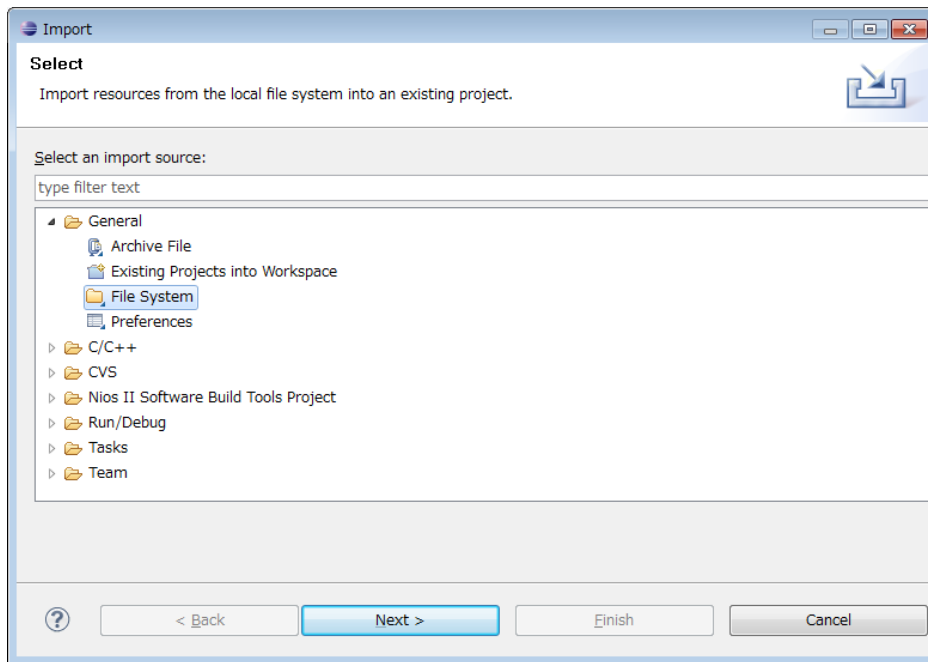 Import
Select
Import resources from the local file system into an existing project.
Select an import source:
type filter text
General
Archive File
Existing Projects into Workspace
File System
Preferences
C/C++
CVS
Nios II Software Build Tools Project
Run/Debug
Tasks
Team
? < Back Next > Finish Cancel